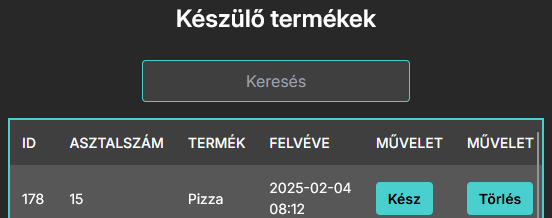 Készülő termékek
Keresés
ID ASZTALSZÁM TERMÉK FELVÉVE MŰVELET MŰVELET
178 15 Pizza 2025-02-04 08:12 Kész Törlés